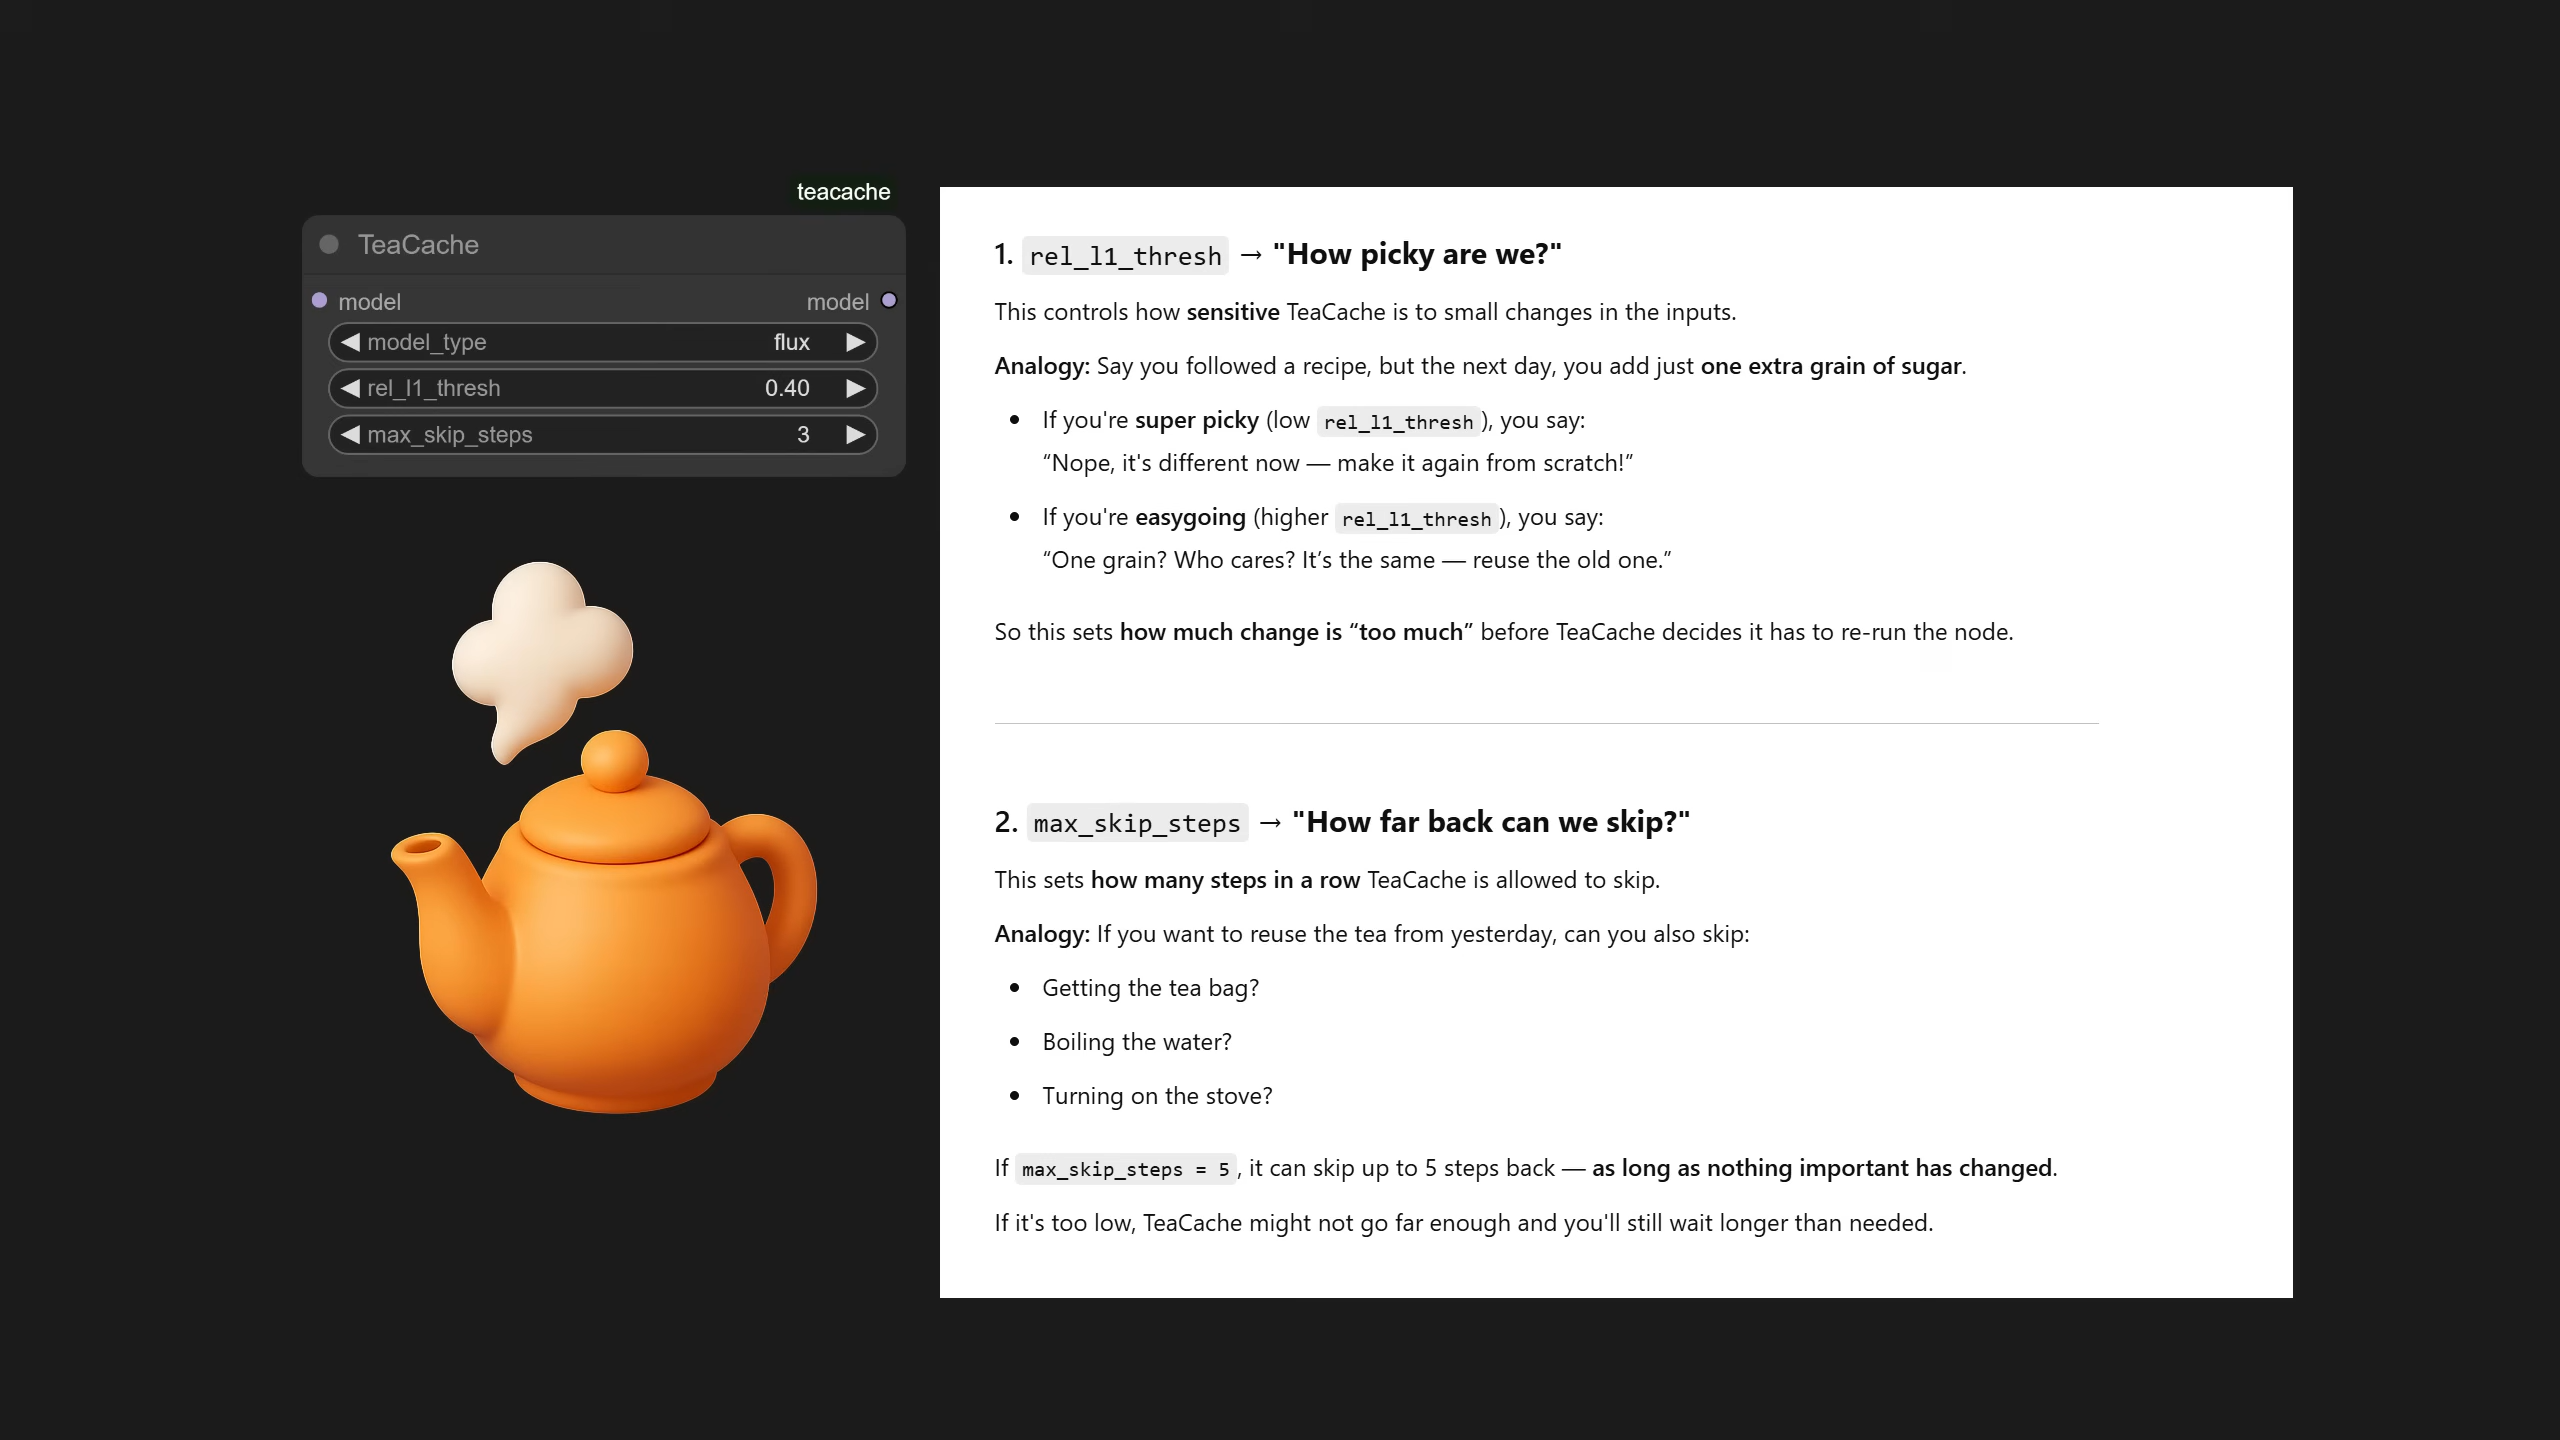 teacache
TeaCache
model model
model_type flux
rel_l1_thresh 0.40
max_skip_steps 3
1. rel_l1_thresh → "How picky are we?"
This controls how sensitive TeaCache is to small changes in the inputs.
Analogy: Say you followed a recipe, but the next day, you add just one extra grain of sugar.
• If you're super picky (low rel_l1_thresh), you say:
“Nope, it's different now — make it again from scratch!”
• If you're easygoing (higher rel_l1_thresh), you say:
“One grain? Who cares? It’s the same — reuse the old one.”
So this sets how much change is “too much” before TeaCache decides it has to re-run the node.
2. max_skip_steps → "How far back can we skip?"
This sets how many steps in a row TeaCache is allowed to skip.
Analogy: If you want to reuse the tea from yesterday, can you also skip:
• Getting the tea bag?
• Boiling the water?
• Turning on the stove?
If max_skip_steps = 5, it can skip up to 5 steps back — as long as nothing important has changed.
If it's too low, TeaCache might not go far enough and you'll still wait longer than needed.